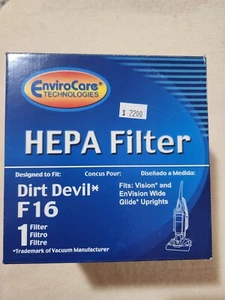 EnviroCare®
TECHNOLOGIES
$ 2200
HEPA Filter
Designed to Fit: Concus Pour: Diseñado a Medida:
Dirt Devil*
F16
Fits: Vision® and
EnVision Wide
Glide® Uprights
1 Filter
Filtro
Filtre
*Trademark of Vacuum Manufacturer